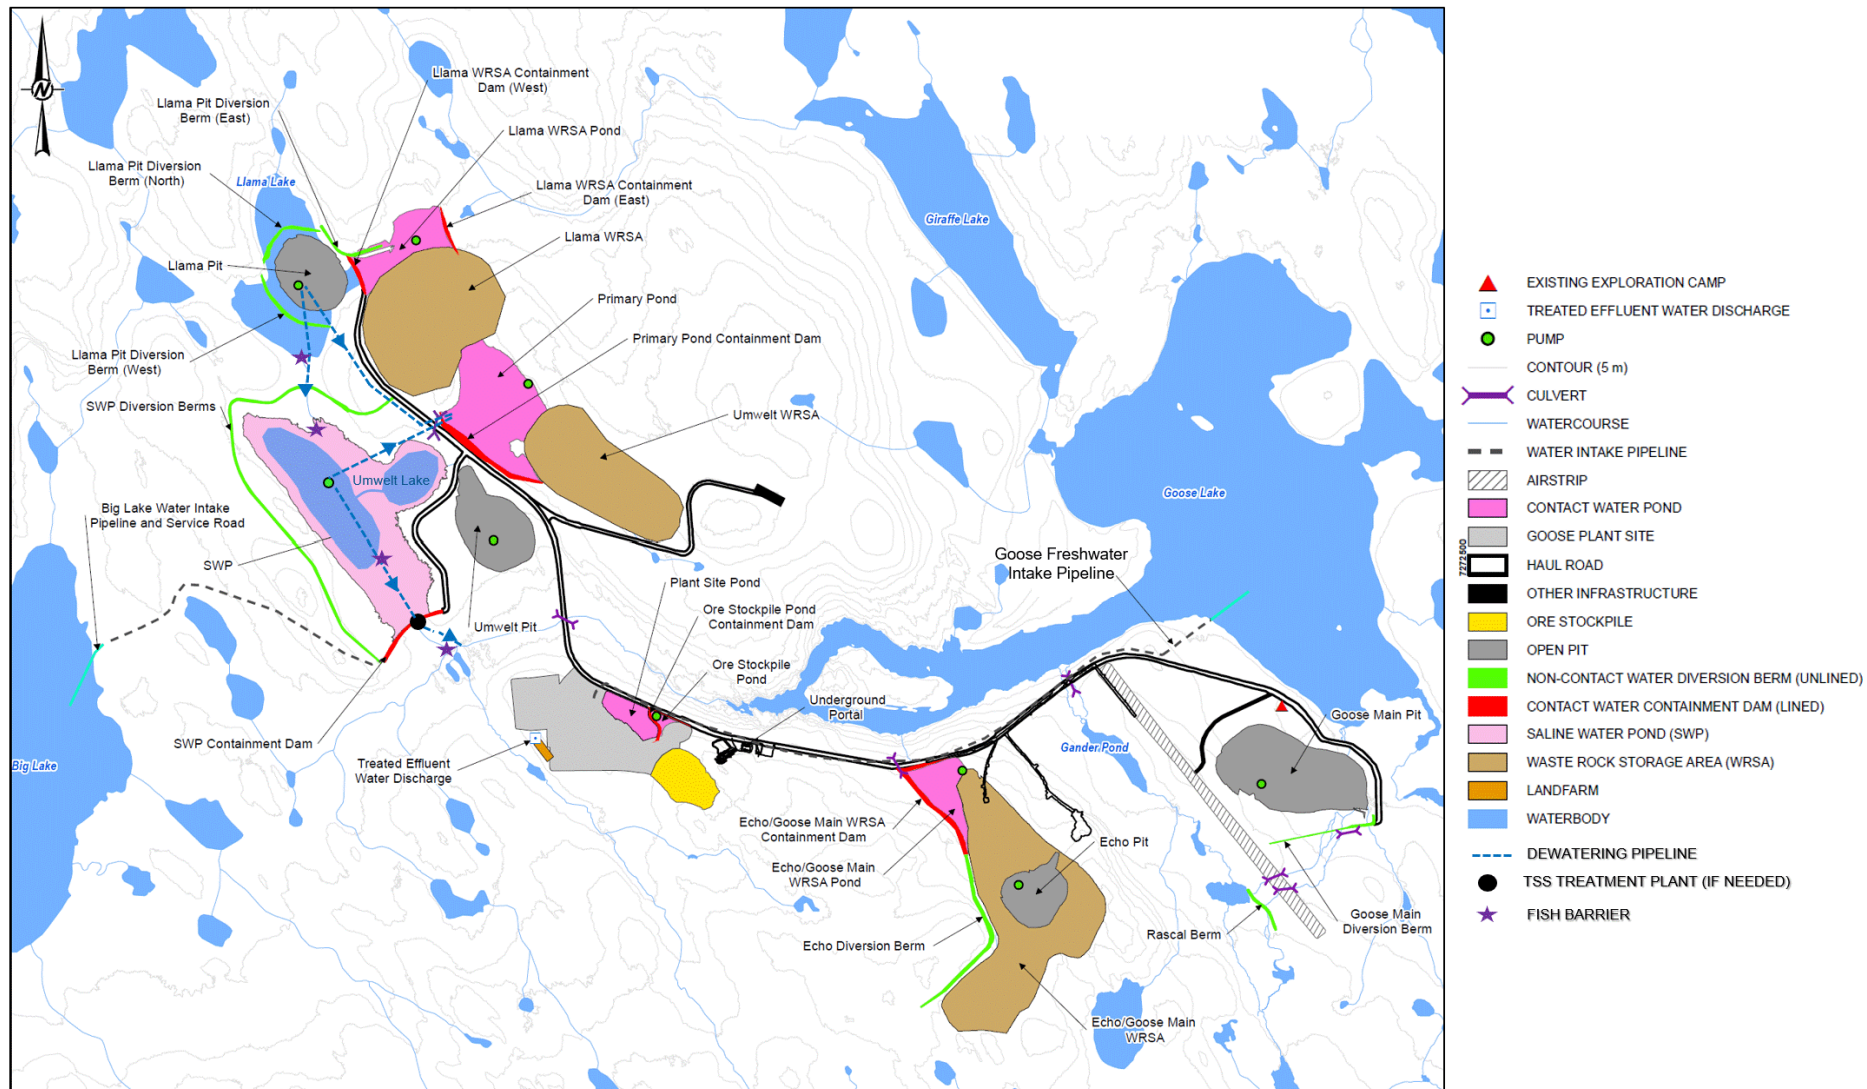 N
Llama WRSA Containment
Dam (West)
Llama Pit Diversion
Berm (East)
Llama WRSA Pond
Llama Pit Diversion
Berm (North)
Llama Lake
Llama WRSA Containment
Dam (East)
Giraffe Lake
Llama WRSA
Llama Pit
Primary Pond
Primary Pond Containment Dam
Llama Pit Diversion
Berm (West)
SWP Diversion Berms
Umwelt WRSA
Umwelt Lake
Goose Lake
Big Lake Water Intake
Pipeline and Service Road
SWP
Goose Freshwater
Intake Pipeline
Plant Site Pond
Ore Stockpile Pond
Containment Dam
Umwelt Pit
Ore Stockpile
Pond
Underground
Portal
Goose Main Pit
SWP Containment Dam
Gander Pond
Big Lake
Treated Effluent
Water Discharge
Echo/Goose Main WRSA
Containment Dam
Echo Pit
Echo/Goose Main
WRSA Pond
Goose Main
Diversion Berm
Rascal Berm
Echo Diversion Berm
Echo/Goose Main
WRSA
7272500
EXISTING EXPLORATION CAMP
TREATED EFFLUENT WATER DISCHARGE
PUMP
CONTOUR (5 m)
CULVERT
WATERCOURSE
WATER INTAKE PIPELINE
AIRSTRIP
CONTACT WATER POND
GOOSE PLANT SITE
HAUL ROAD
OTHER INFRASTRUCTURE
ORE STOCKPILE
OPEN PIT
NON-CONTACT WATER DIVERSION BERM (UNLINED)
CONTACT WATER CONTAINMENT DAM (LINED)
SALINE WATER POND (SWP)
WASTE ROCK STORAGE AREA (WRSA)
LANDFARM
WATERBODY
DEWATERING PIPELINE
TSS TREATMENT PLANT (IF NEEDED)
FISH BARRIER